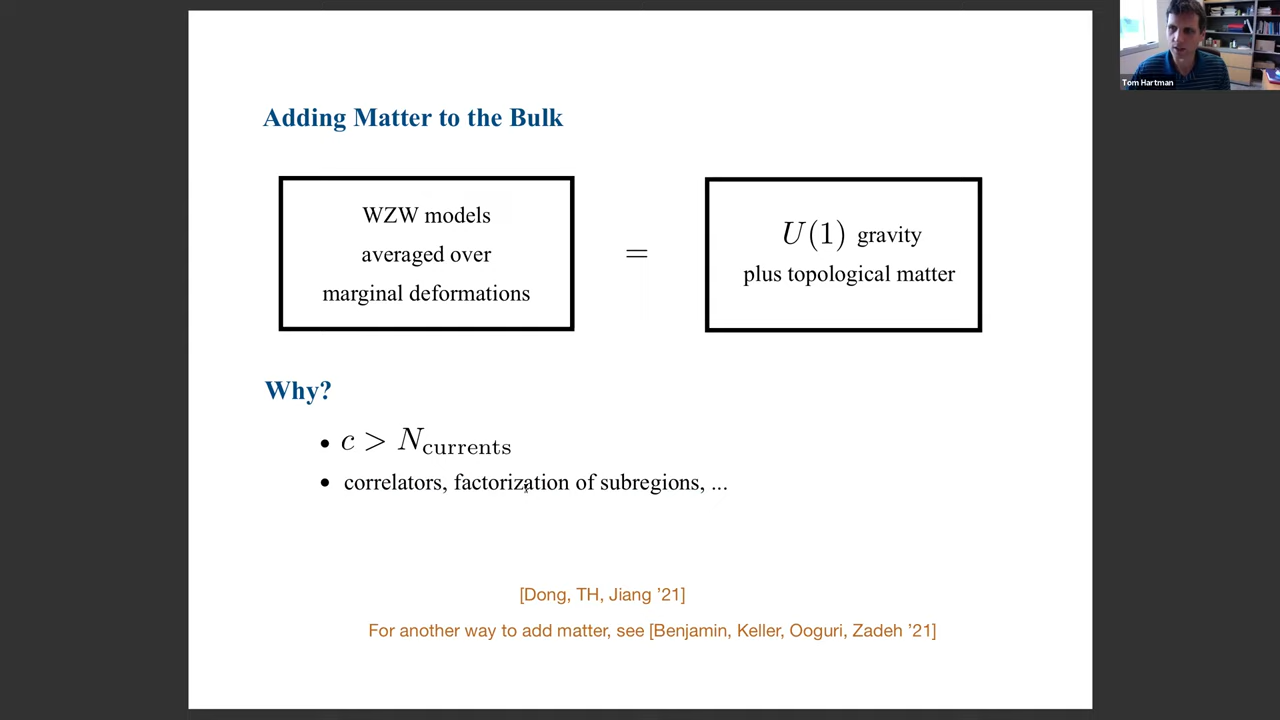 Adding Matter to the Bulk
WZW models
averaged over
marginal deformations
=
U(1) gravity
plus topological matter
Why?
• c > N_currents
• correlators, factorization of subregions, ...
[Dong, TH, Jiang ’21]
For another way to add matter, see [Benjamin, Keller, Ooguri, Zadeh ’21]
Tom Hartman